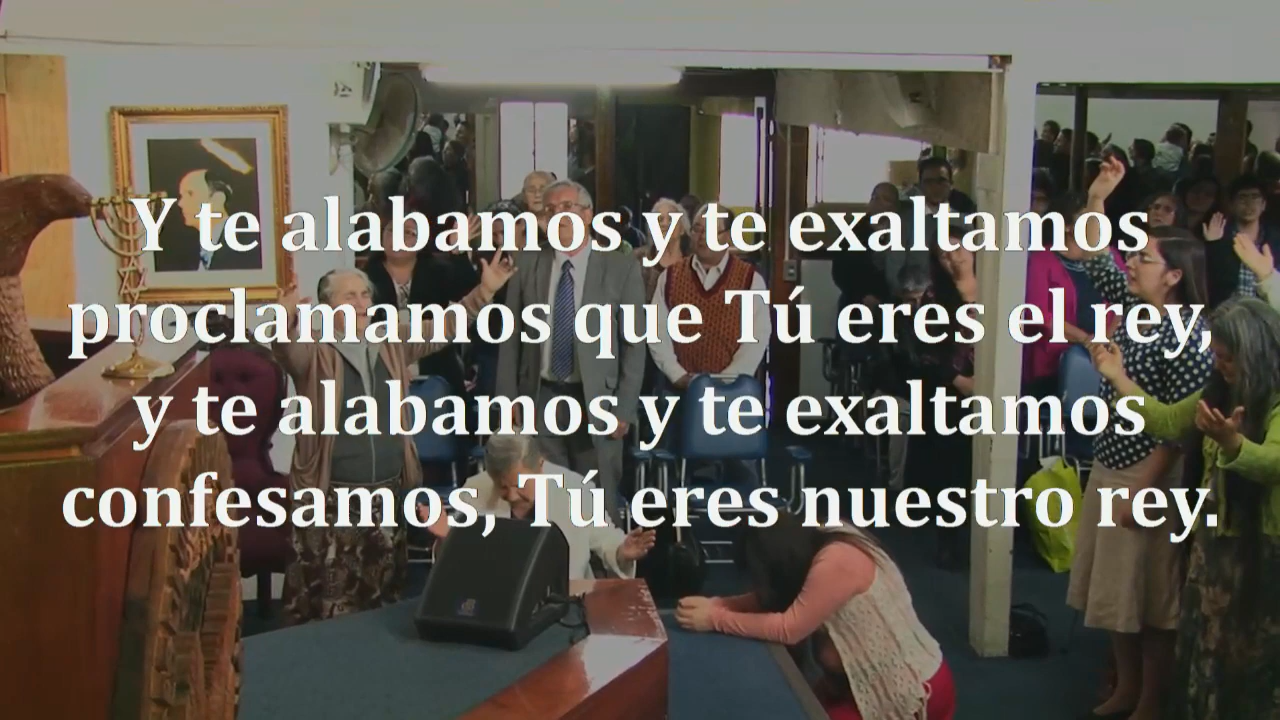 Y te alabamos y te exaltamos
proclamamos que Tú eres el rey,
y te alabamos y te exaltamos
confesamos, Tú eres nuestro rey.